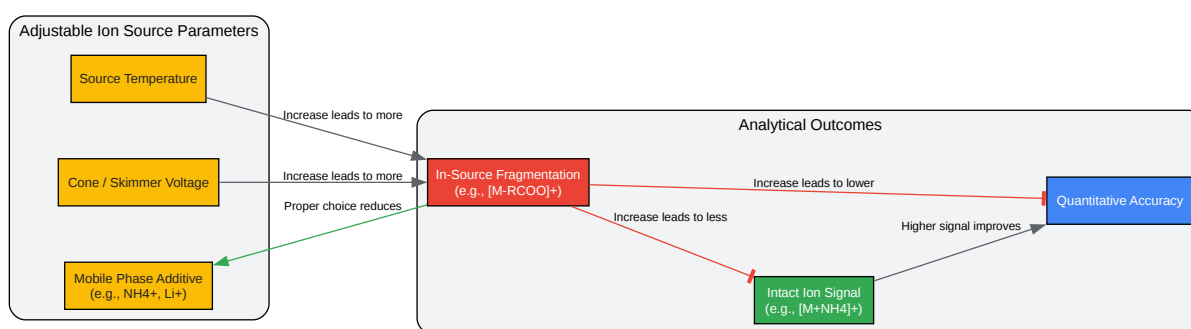 Adjustable Ion Source Parameters
Source Temperature
Cone / Skimmer Voltage
Mobile Phase Additive
(e.g., NH4+, Li+)
Increase leads to more
Increase leads to more
Proper choice reduces
Analytical Outcomes
In-Source Fragmentation
(e.g., [M-RCOO]+)
Increase leads to lower
Increase leads to less
Higher signal improves
Quantitative Accuracy
Intact Ion Signal
(e.g., [M+NH4]+)